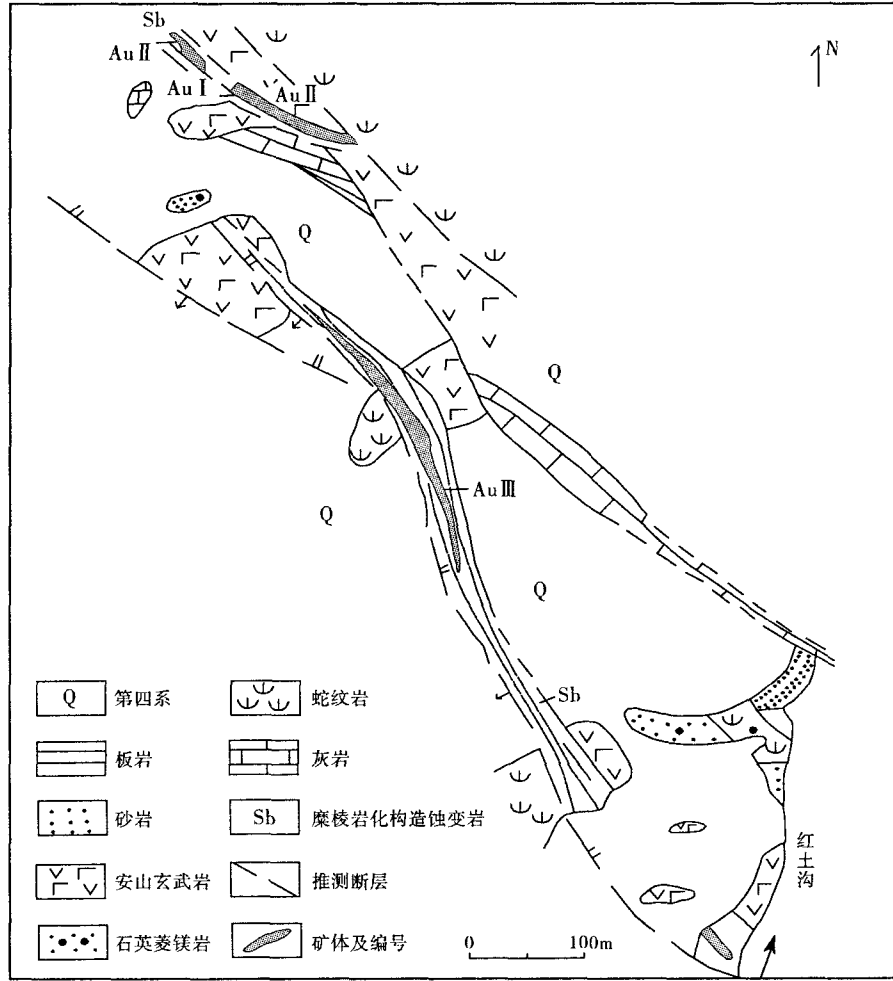 Sb
Au Ⅱ
Au Ⅰ
Au Ⅱ
N
Q
Q
Au Ⅲ
Q
Q
Sb
Q 第四系
蛇纹岩
板岩
灰岩
砂岩
Sb 糜棱岩化构造蚀变岩
安山玄武岩
推测断层
石英菱镁岩
矿体及编号
0 100m
红土沟